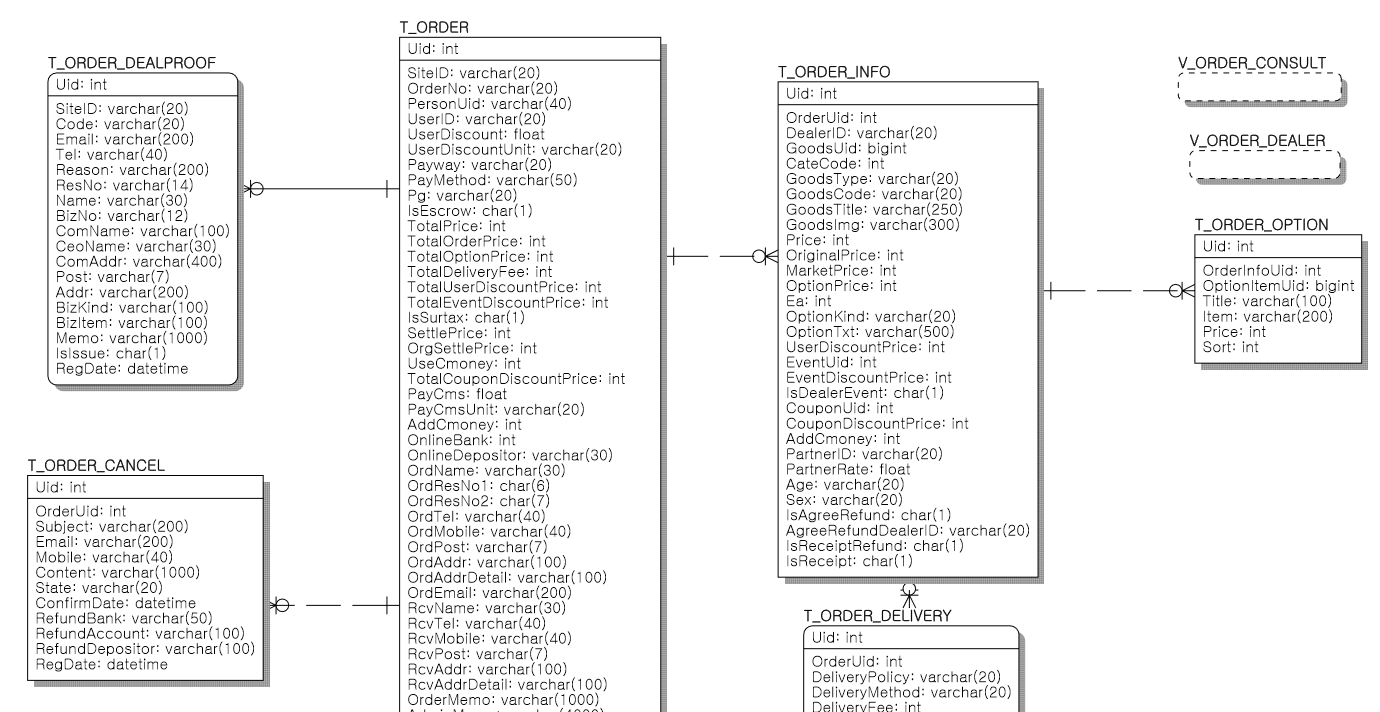 T_ORDER_DEALPROOF
Uid: int
SiteID: varchar(20)
Code: varchar(20)
Email: varchar(200)
Tel: varchar(40)
Reason: varchar(200)
ResNo: varchar(14)
Name: varchar(30)
BizNo: varchar(12)
ComName: varchar(100)
CeoName: varchar(30)
ComAddr: varchar(400)
Post: varchar(7)
Addr: varchar(200)
BizKind: varchar(100)
BizItem: varchar(100)
Memo: varchar(1000)
IsIssue: char(1)
RegDate: datetime
T_ORDER_CANCEL
Uid: int
OrderUid: int
Subject: varchar(200)
Email: varchar(200)
Mobile: varchar(40)
Content: varchar(1000)
State: varchar(20)
ConfirmDate: datetime
RefundBank: varchar(50)
RefundAccount: varchar(100)
RefundDepositor: varchar(100)
RegDate: datetime
T_ORDER
Uid: int
SiteID: varchar(20)
OrderNo: varchar(20)
PersonUid: varchar(40)
UserID: varchar(20)
UserDiscount: float
UserDiscountUnit: varchar(20)
Payway: varchar(20)
PayMethod: varchar(50)
Pg: varchar(20)
IsEscrow: char(1)
TotalPrice: int
TotalOrderPrice: int
TotalOptionPrice: int
TotalDeliveryFee: int
TotalUserDiscountPrice: int
TotalEventDiscountPrice: int
IsSurtax: char(1)
SettlePrice: int
OrgSettlePrice: int
UseCmoney: int
TotalCouponDiscountPrice: int
PayCms: float
PayCmsUnit: varchar(20)
AddCmoney: int
OnlineBank: int
OnlineDepositor: varchar(30)
OrdName: varchar(30)
OrdResNo1: char(6)
OrdResNo2: char(7)
OrdTel: varchar(40)
OrdMobile: varchar(40)
OrdPost: varchar(7)
OrdAddr: varchar(100)
OrdAddrDetail: varchar(100)
OrdEmail: varchar(200)
RcvName: varchar(30)
RcvTel: varchar(40)
RcvMobile: varchar(40)
RcvPost: varchar(7)
RcvAddr: varchar(100)
RcvAddrDetail: varchar(100)
OrderMemo: varchar(1000)
T_ORDER_INFO
Uid: int
OrderUid: int
DealerID: varchar(20)
GoodsUid: bigint
CateCode: int
GoodsType: varchar(20)
GoodsCode: varchar(20)
GoodsTitle: varchar(250)
GoodsImg: varchar(300)
Price: int
OriginalPrice: int
MarketPrice: int
OptionPrice: int
Ea: int
OptionKind: varchar(20)
OptionTxt: varchar(500)
UserDiscountPrice: int
EventUid: int
EventDiscountPrice: int
IsDealerEvent: char(1)
CouponUid: int
CouponDiscountPrice: int
AddCmoney: int
PartnerID: varchar(20)
PartnerRate: float
Age: varchar(20)
Sex: varchar(20)
IsAgreeRefund: char(1)
AgreeRefundDealerID: varchar(20)
IsReceiptRefund: char(1)
IsReceipt: char(1)
T_ORDER_DELIVERY
Uid: int
OrderUid: int
DeliveryPolicy: varchar(20)
DeliveryMethod: varchar(20)
DeliveryFee: int
V_ORDER_CONSULT
V_ORDER_DEALER
T_ORDER_OPTION
Uid: int
OrderInfoUid: int
OptionItemUid: bigint
Title: varchar(100)
Item: varchar(200)
Price: int
Sort: int